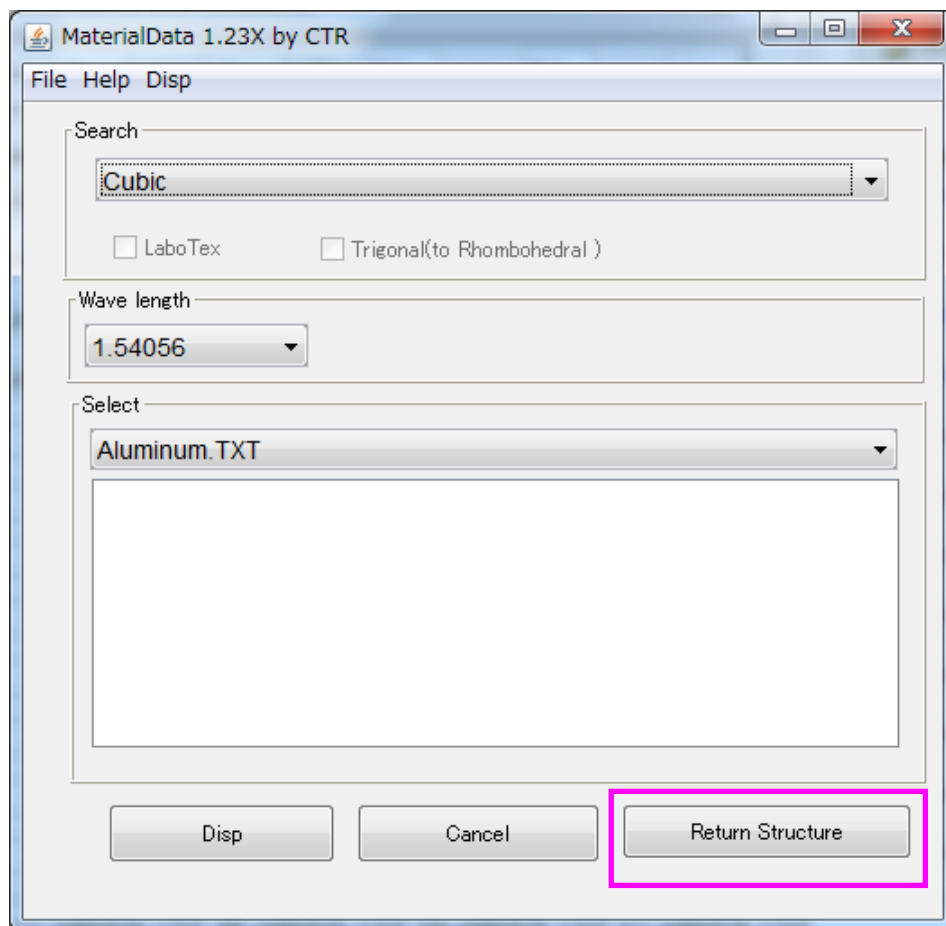 MaterialData 1.23X by CTR
File Help Disp
Search
Cubic
LaboTex Trigonal(to Rhombohedral )
Wave length
1.54056
Select
Aluminum.TXT
Disp Cancel Return Structure